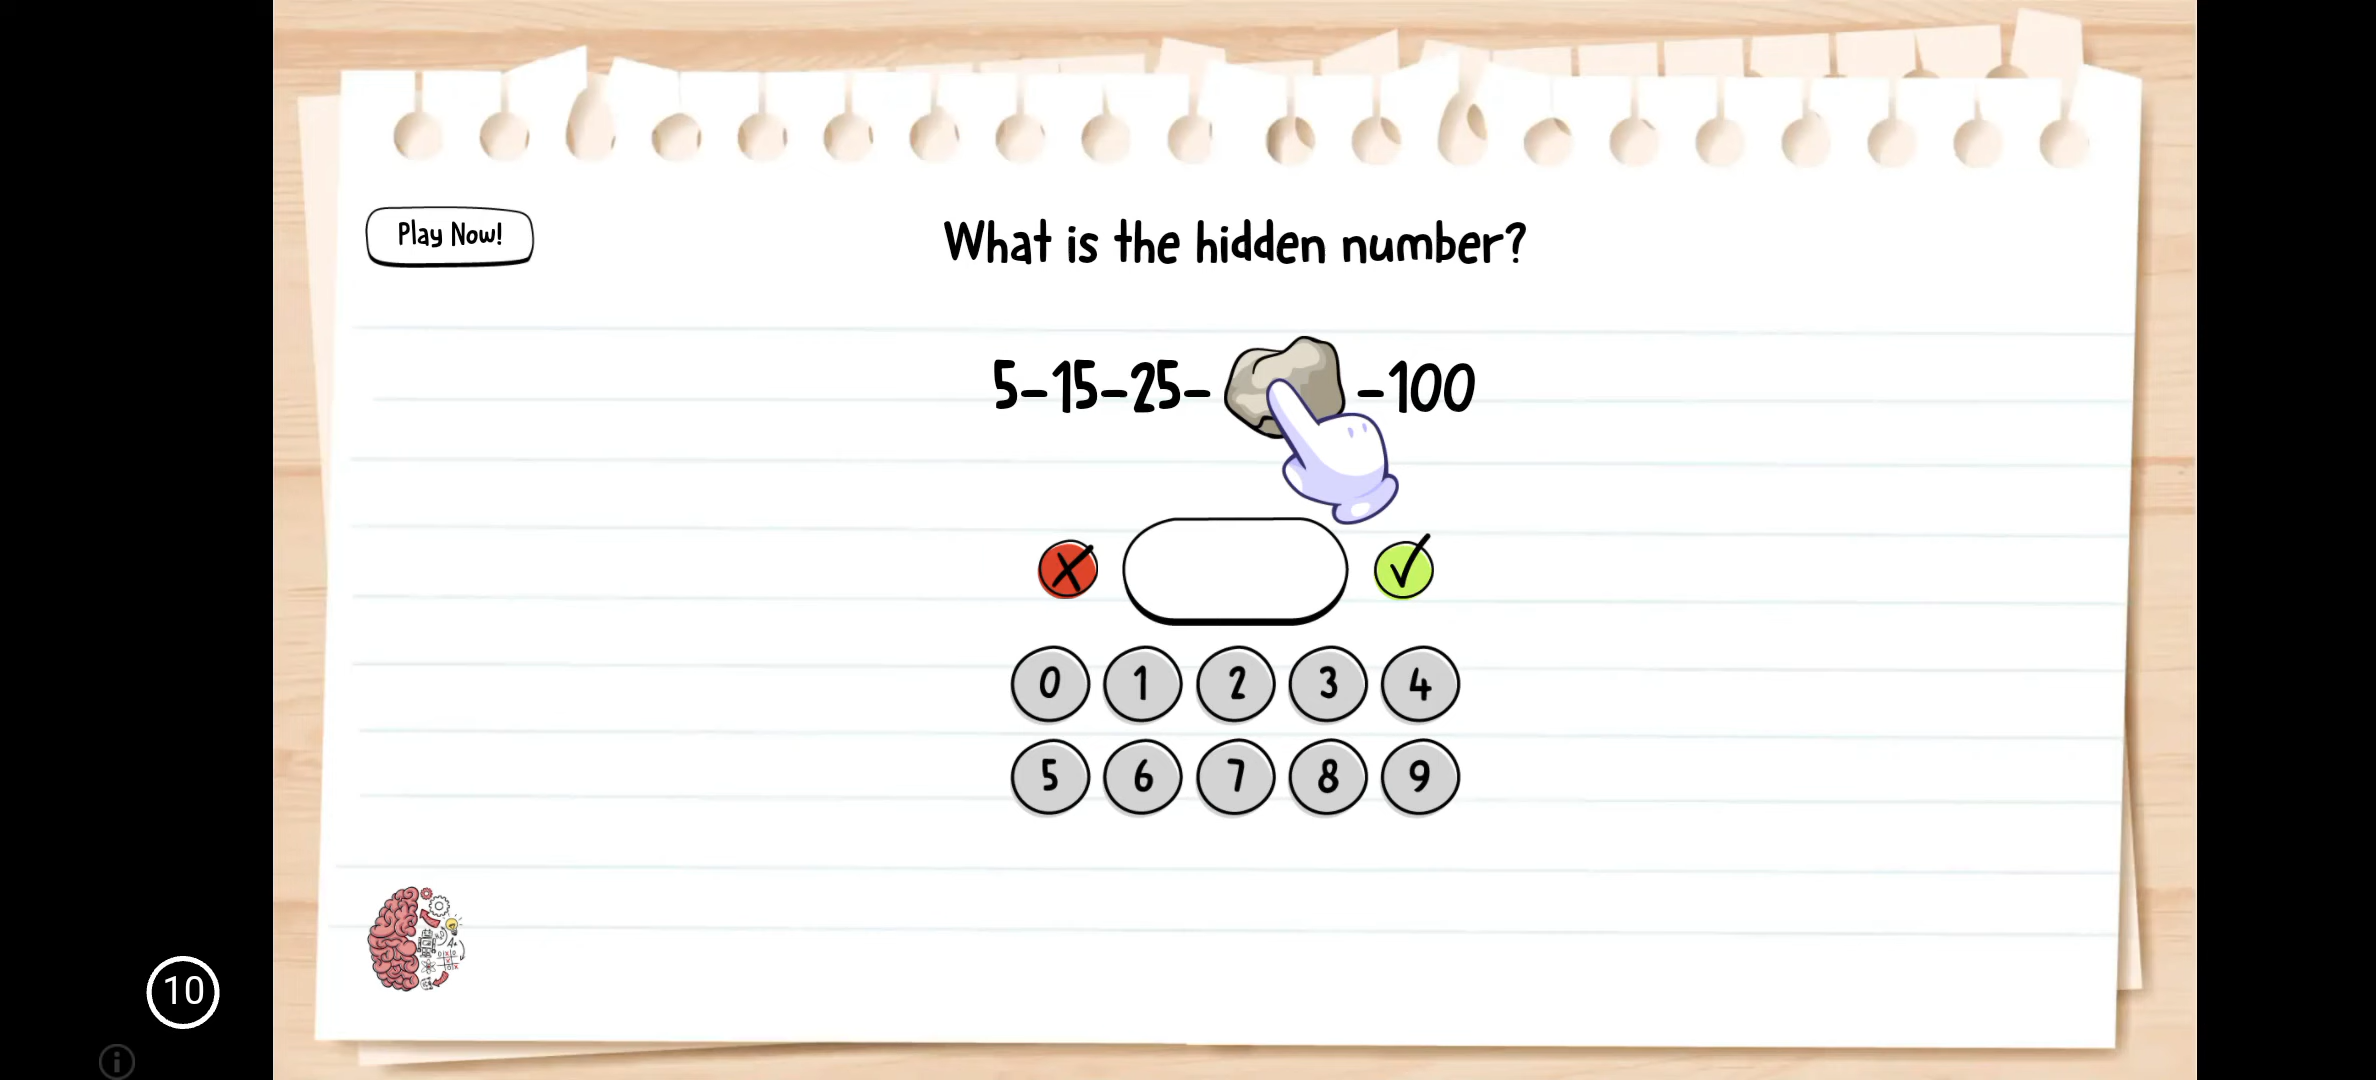 Play Now!
What is the hidden number?
5-15-25- -100
0 1 2 3 4
5 6 7 8 9
10
i